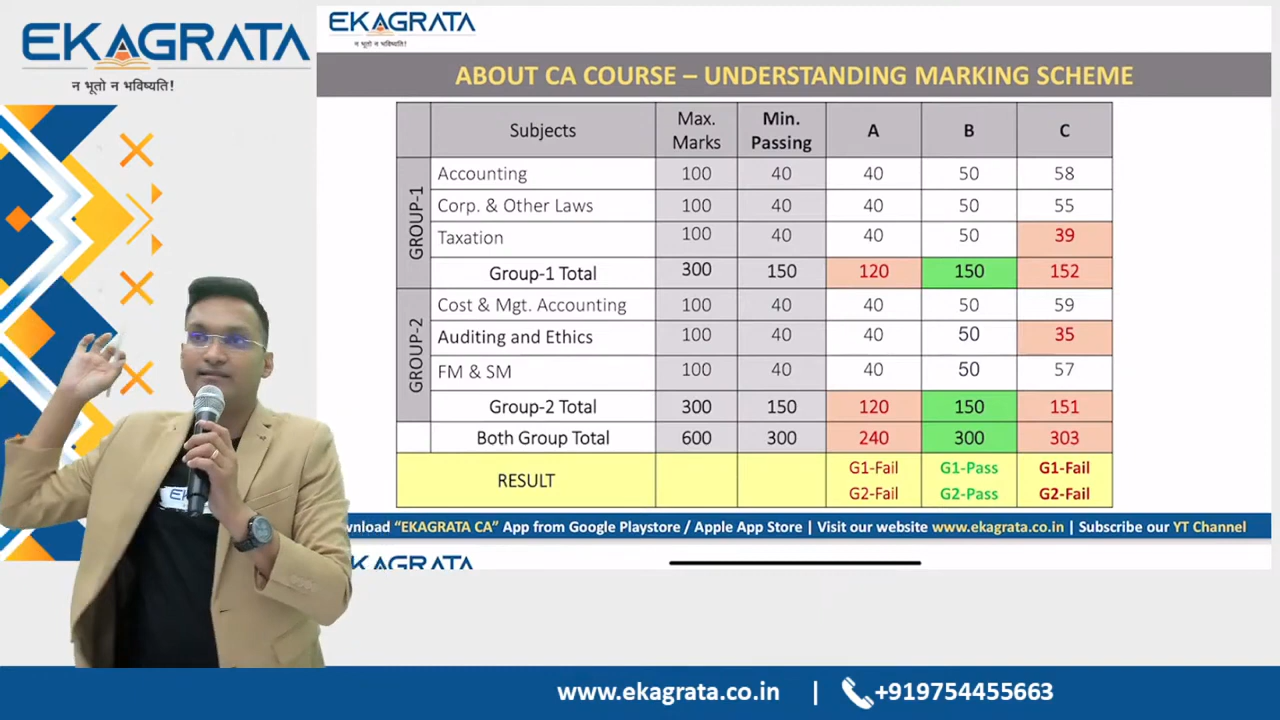 EKAGRATA
न भूतो न भविष्यति!
EKAGRATA
न भूतो न भविष्यति!
ABOUT CA COURSE – UNDERSTANDING MARKING SCHEME
Subjects Max. Marks Min. Passing A B C
GROUP-1
Accounting 100 40 40 50 58
Corp. & Other Laws 100 40 40 50 55
Taxation 100 40 40 50 39
Group-1 Total 300 150 120 150 152
GROUP-2
Cost & Mgt. Accounting 100 40 40 50 59
Auditing and Ethics 100 40 40 50 35
FM & SM 100 40 40 50 57
Group-2 Total 300 150 120 150 151
Both Group Total 600 300 240 300 303
RESULT G1-Fail G1-Pass G1-Fail
G2-Fail G2-Pass G2-Fail
wnload “EKAGRATA CA” App from Google Playstore / Apple App Store | Visit our website www.ekagrata.co.in | Subscribe our YT Channel
EKAGRATA
www.ekagrata.co.in | +919754455663